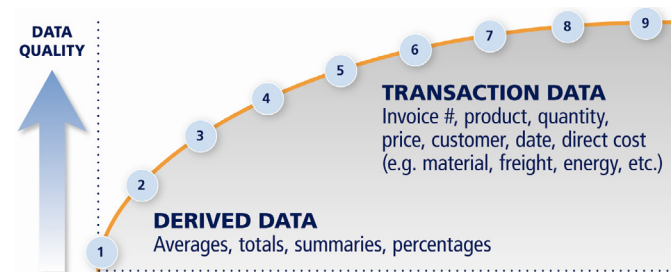 DATA
QUALITY
1
2
3
4
5
6
7
8
9
TRANSACTION DATA
Invoice #, product, quantity,
price, customer, date, direct cost
(e.g. material, freight, energy, etc.)
DERIVED DATA
Averages, totals, summaries, percentages